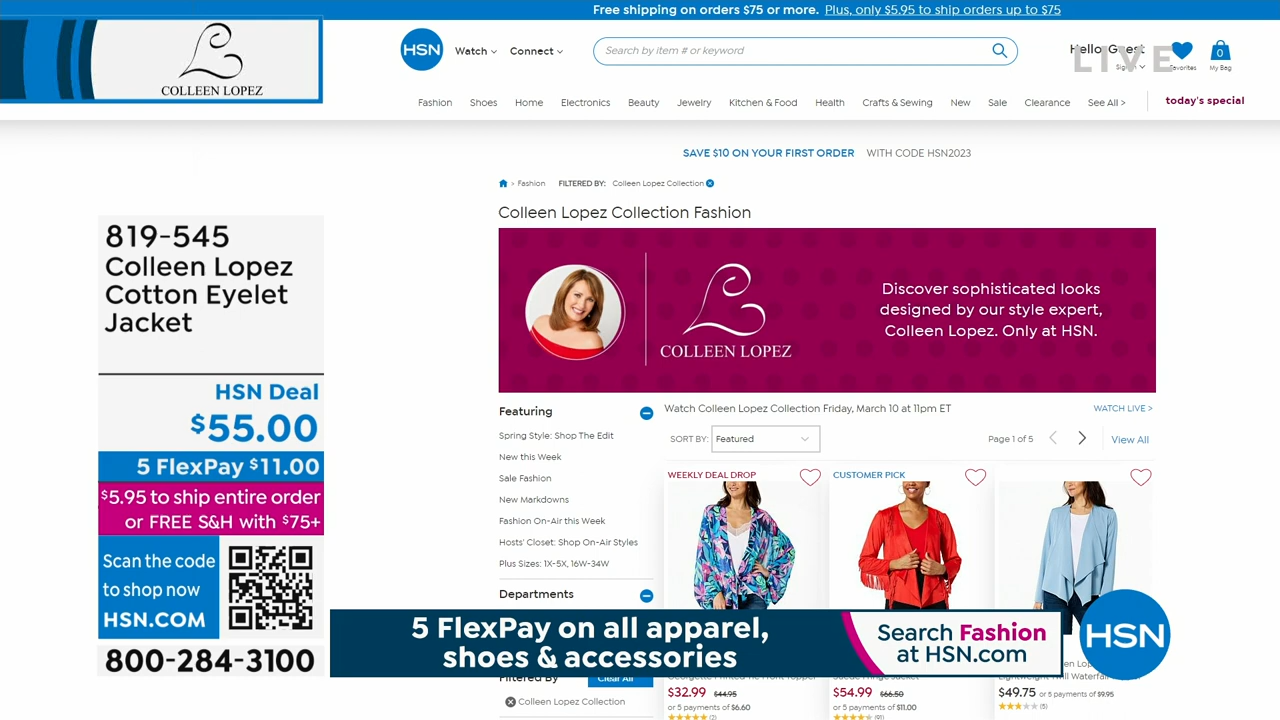 Free shipping on orders $75 or more. Plus, only $5.95 to ship orders up to $75
COLLEEN LOPEZ
HSN
Watch
Connect
Search by item # or keyword
Hello Guest
LIVE
Favorites
0
My Bag
Fashion Shoes Home Electronics Beauty Jewelry Kitchen & Food Health Crafts & Sewing New Sale Clearance See All > today's special
SAVE $10 ON YOUR FIRST ORDER WITH CODE HSN2023
> Fashion FILTERED BY: Colleen Lopez Collection
Colleen Lopez Collection Fashion
COLLEEN LOPEZ
Discover sophisticated looks
designed by our style expert,
Colleen Lopez. Only at HSN.
819-545
Colleen Lopez
Cotton Eyelet
Jacket
HSN Deal
$55.00
5 FlexPay $11.00
$5.95 to ship entire order
or FREE S&H with $75+
Scan the code
to shop now
HSN.COM
800-284-3100
Featuring
Spring Style: Shop The Edit
New this Week
Sale Fashion
New Markdowns
Fashion On-Air this Week
Hosts' Closet: Shop On-Air Styles
Plus Sizes: 1X-5X, 16W-34W
Departments
Filtered By
Clear All
Colleen Lopez Collection
Watch Colleen Lopez Collection Friday, March 10 at 11pm ET
WATCH LIVE >
SORT BY: Featured
Page 1 of 5
View All
WEEKLY DEAL DROP
CUSTOMER PICK
$32.99 $44.95
or 5 payments of $6.60
(2)
$54.99 $66.50
or 5 payments of $11.00
(91)
$49.75 or 5 payments of $9.95
(5)
5 FlexPay on all apparel,
shoes & accessories
Search Fashion
at HSN.com
HSN